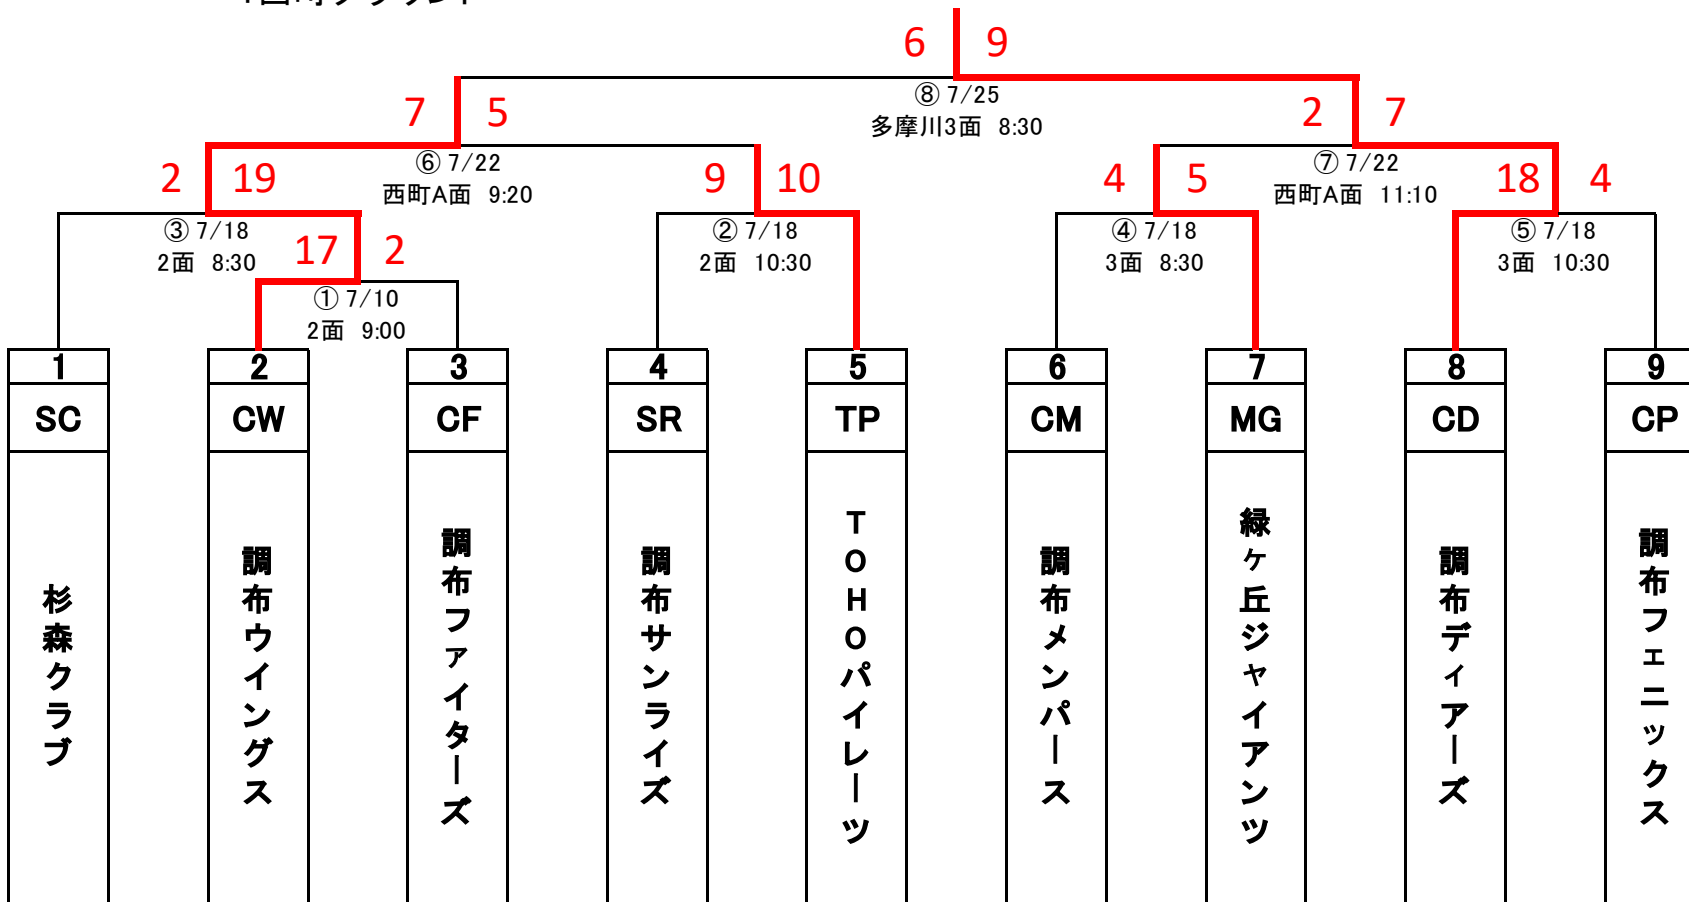 6 9
⑧ 7/25
多摩川3面 8:30
7 5
2 7
⑥ 7/22
西町A面 9:20
⑦ 7/22
西町A面 11:10
2 19
9 10
4 5
18 4
③ 7/18
2面 8:30
② 7/18
2面 10:30
④ 7/18
3面 8:30
⑤ 7/18
3面 10:30
17 2
① 7/10
2面 9:00
1 2 3 4 5 6 7 8 9
SC CW CF SR TP CM MG CD CP
杉森クラブ
調布ウイングス
調布ファイターズ
調布サンライズ
TOHOパイレーツ
調布メンパース
緑ヶ丘ジャイアンツ
調布ディアーズ
調布フェニックス